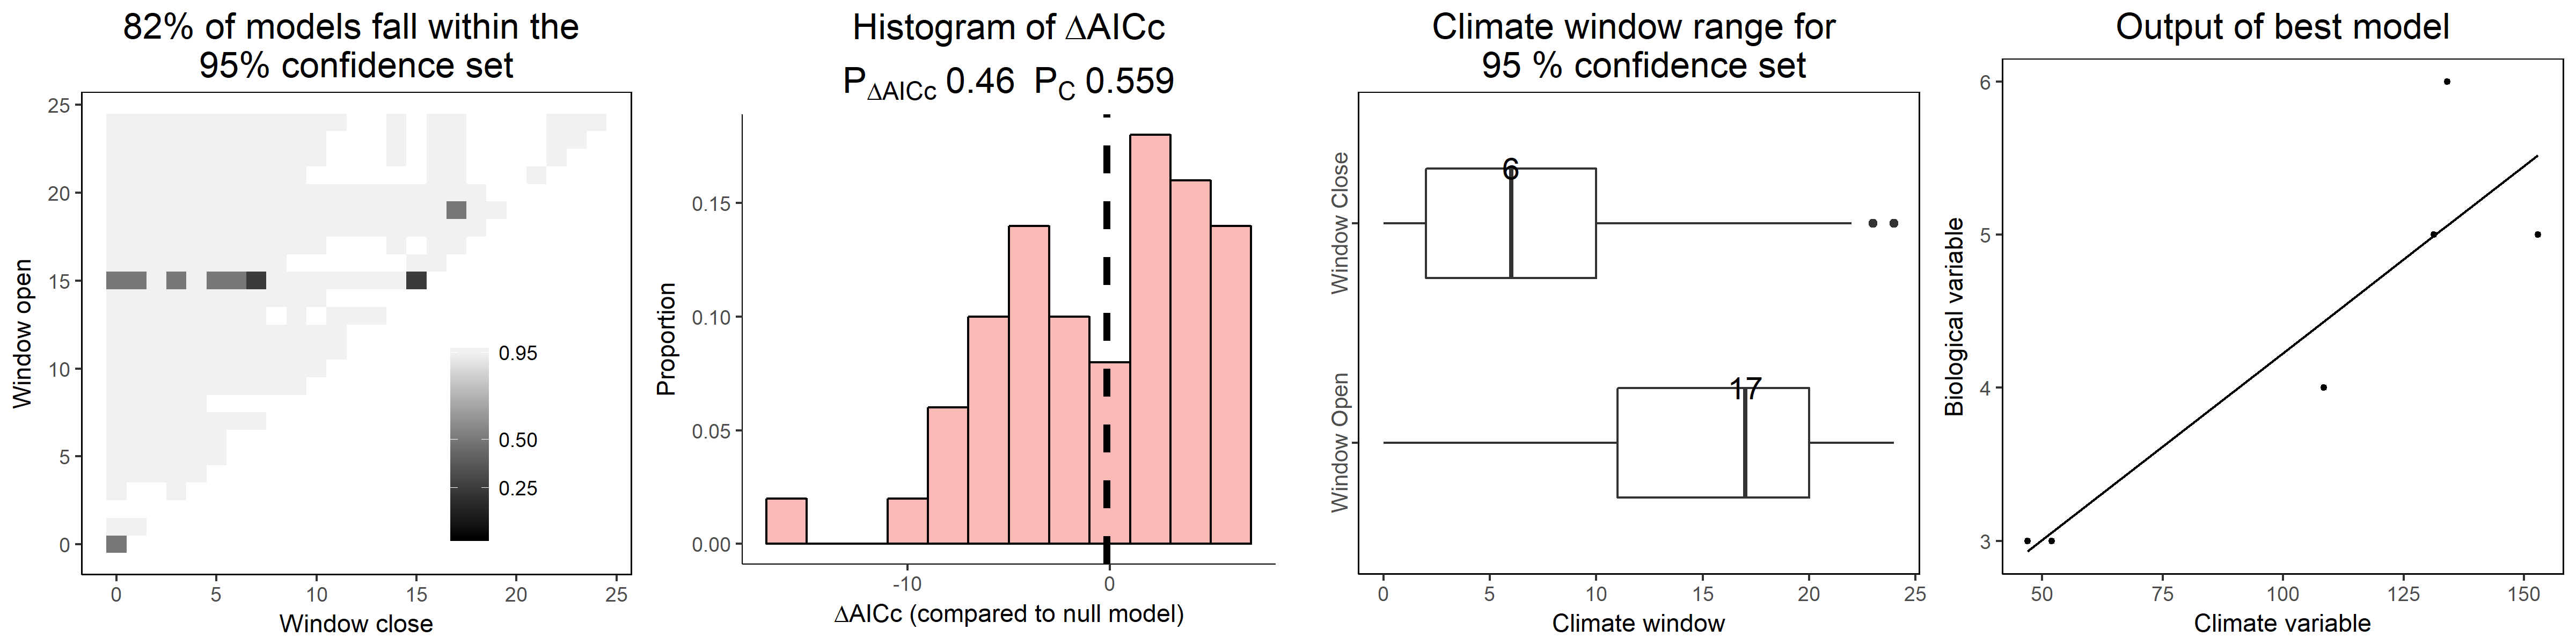 82% of models fall within the
95% confidence set
25
20
15
10
5
0
Window open
0.95
0.50
0.25
0 5 10 15 20 25
Window close
Histogram of ΔAICc
PΔAICc 0.46 PC 0.559
0.15
0.10
0.05
0.00
Proportion
-10 0
ΔAICc (compared to null model)
Climate window range for
95 % confidence set
Window Close
6
Window Open
17
0 5 10 15 20 25
Climate window
Output of best model
6
5
4
3
Biological variable
50 75 100 125 150
Climate variable